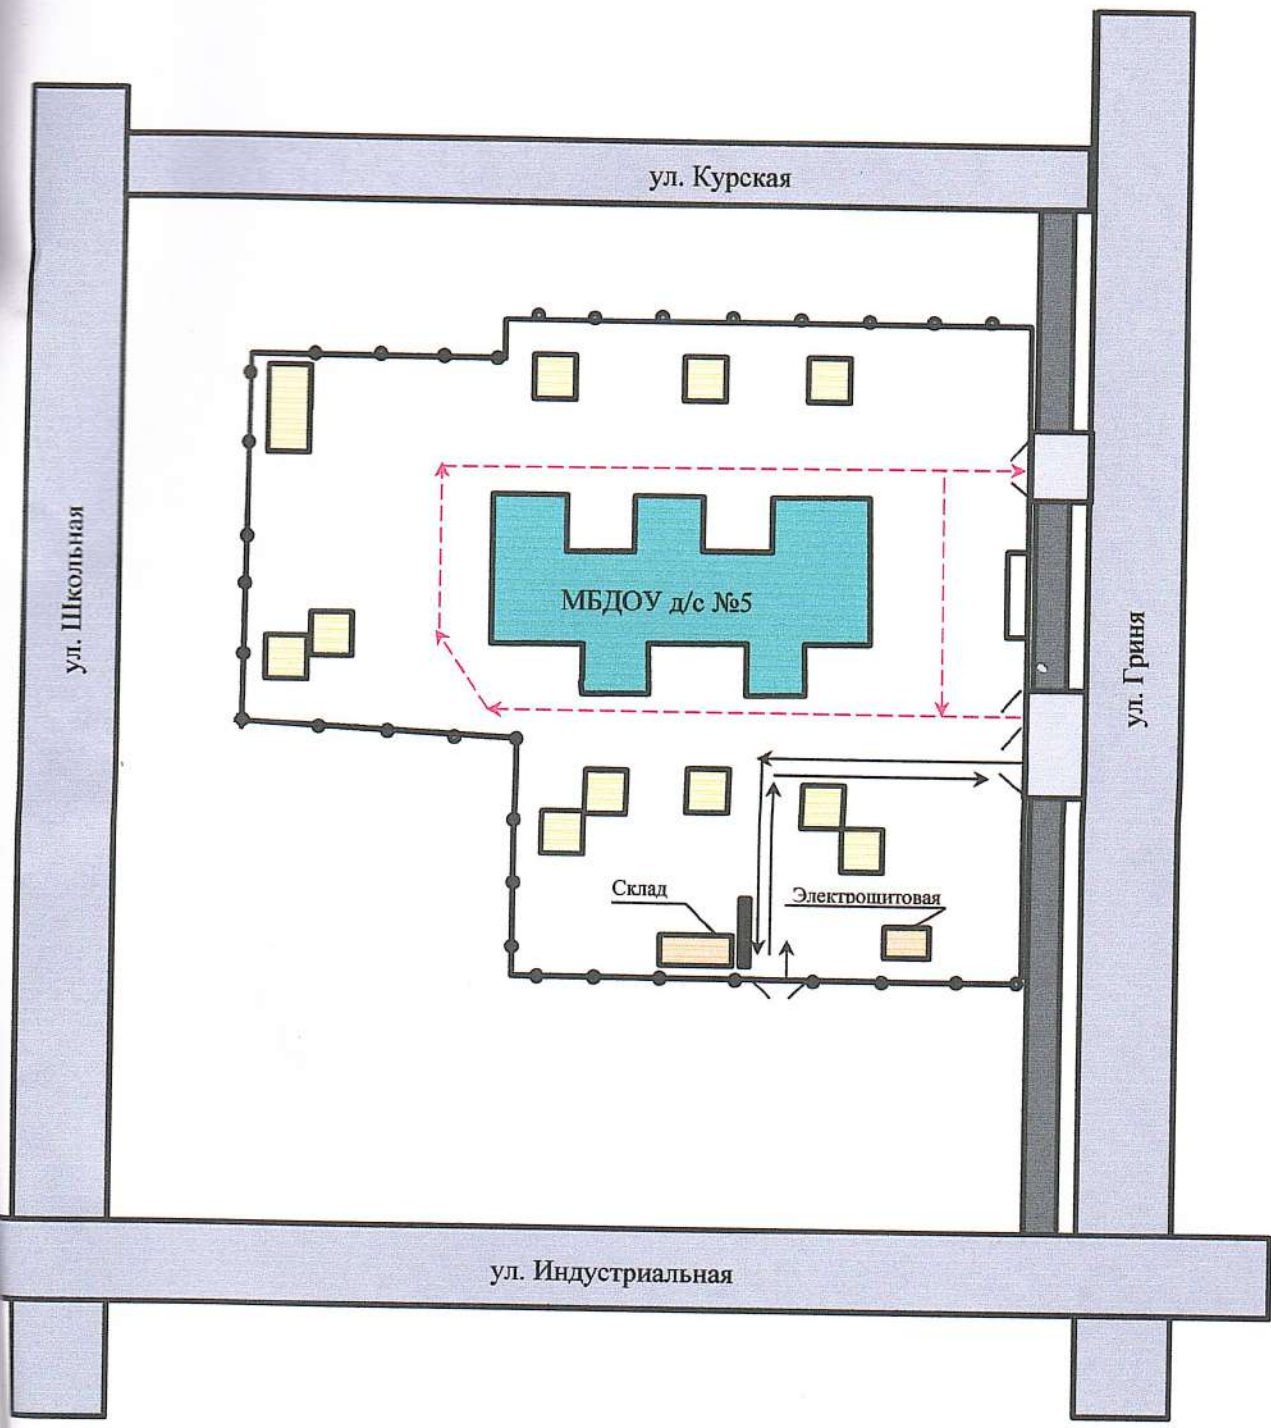 ул. Курская
ул. Школьная
МБДОУ д/с №5
ул. Гриня
Склад
Электрощитовая
ул. Индустриальная